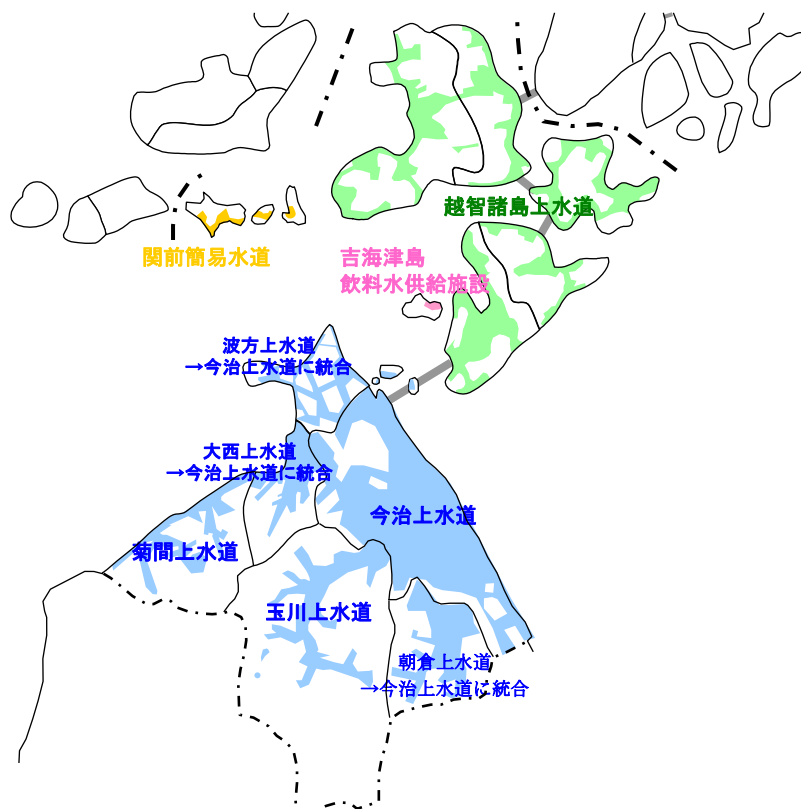 越智諸島上水道
関前簡易水道
吉海津島
飲料水供給施設
波方上水道
→今治上水道に統合
大西上水道
→今治上水道に統合
今治上水道
菊間上水道
玉川上水道
朝倉上水道
→今治上水道に統合